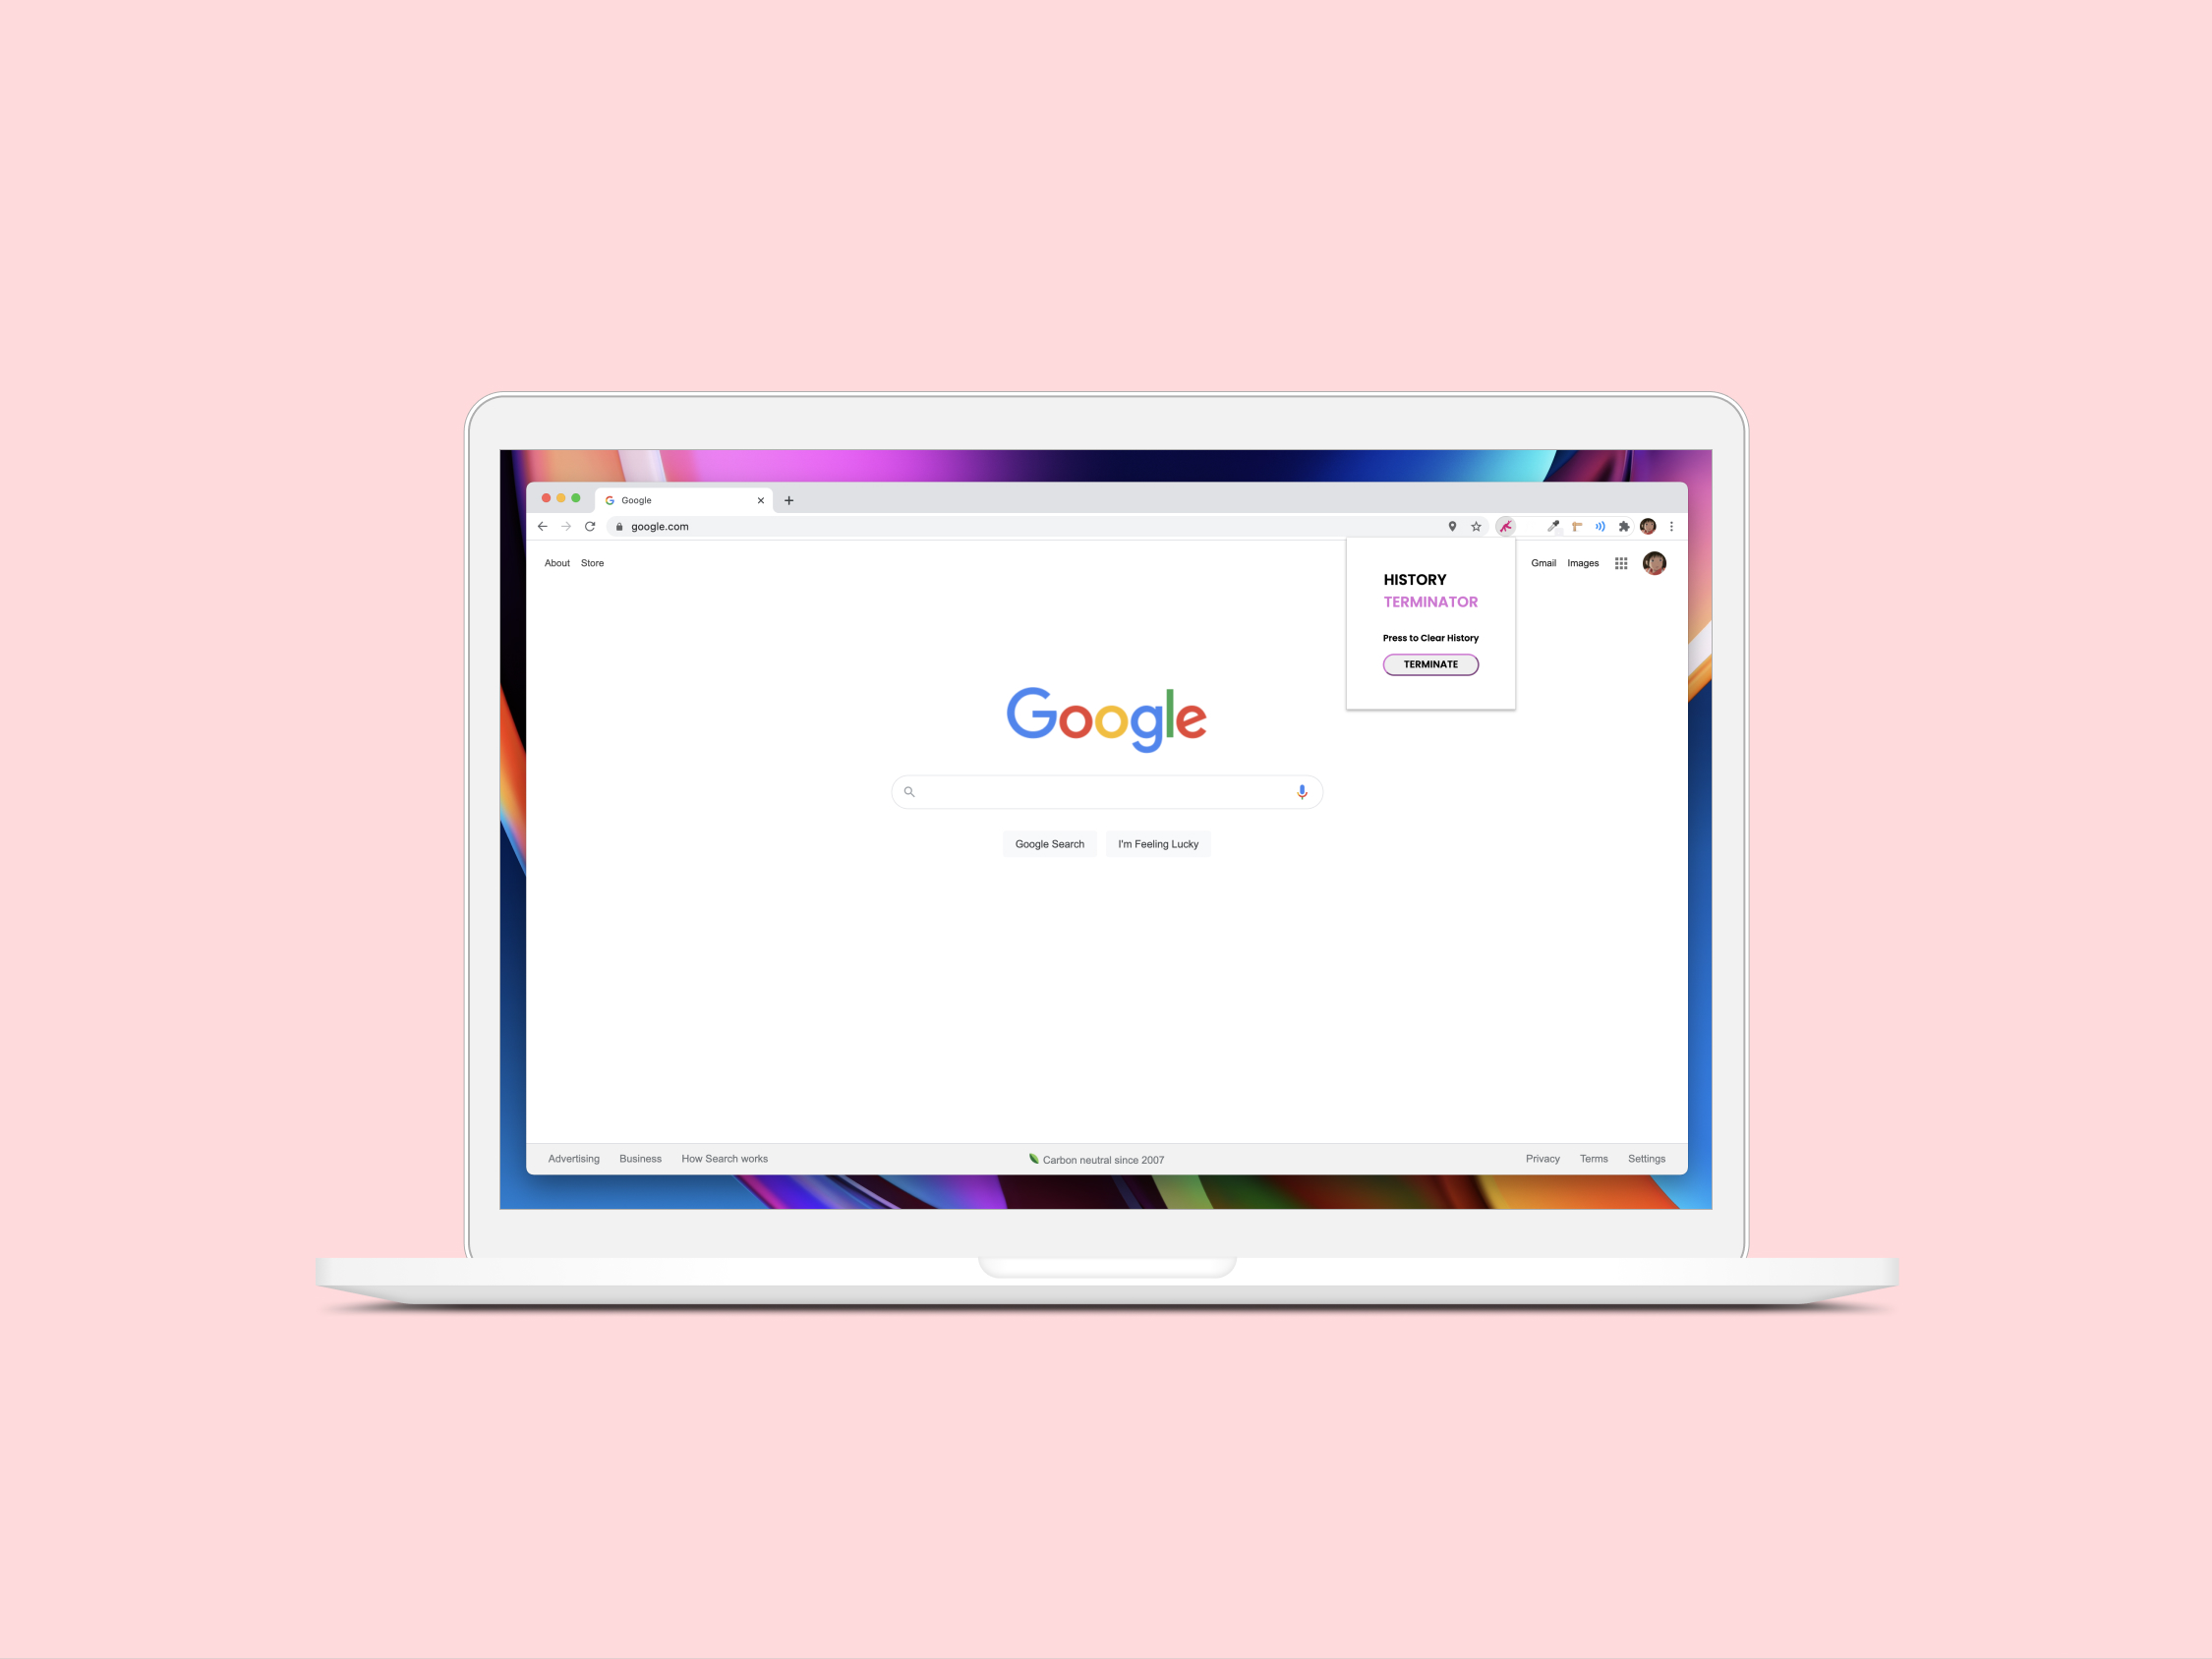 Google
google.com
About Store
Gmail Images
HISTORY
TERMINATOR
Press to Clear History
TERMINATE
Google
Google Search I'm Feeling Lucky
Advertising Business How Search works
Carbon neutral since 2007
Privacy Terms Settings